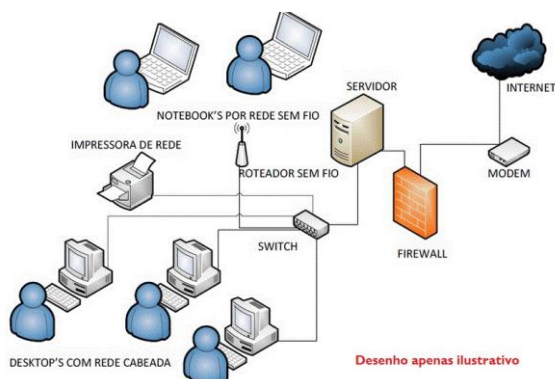 SERVIDOR
INTERNET
NOTEBOOK'S POR REDE SEM FIO
IMPRESSORA DE REDE
ROTEADOR SEM FIO
MODEM
SWITCH
FIREWALL
DESKTOP'S COM REDE CABEADA
Desenho apenas ilustrativo